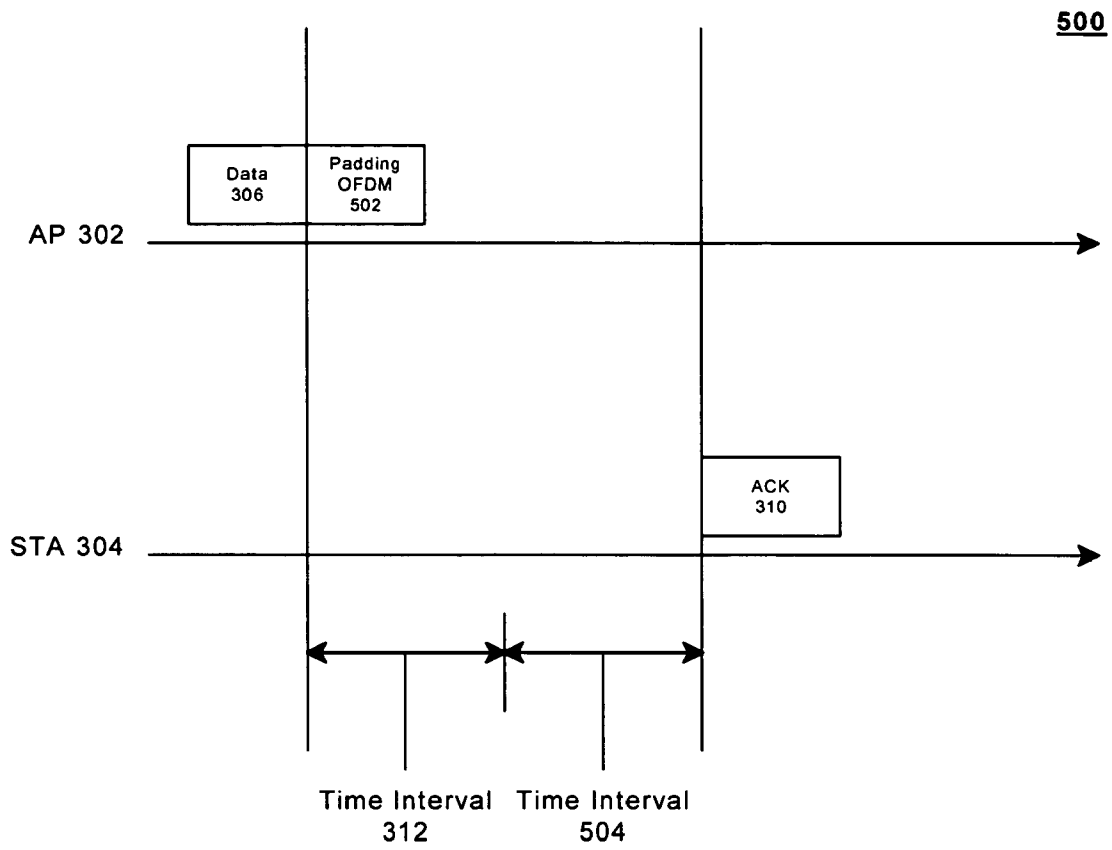 500
Data
306
Padding
OFDM
502
AP 302
ACK
310
STA 304
Time Interval
312
Time Interval
504